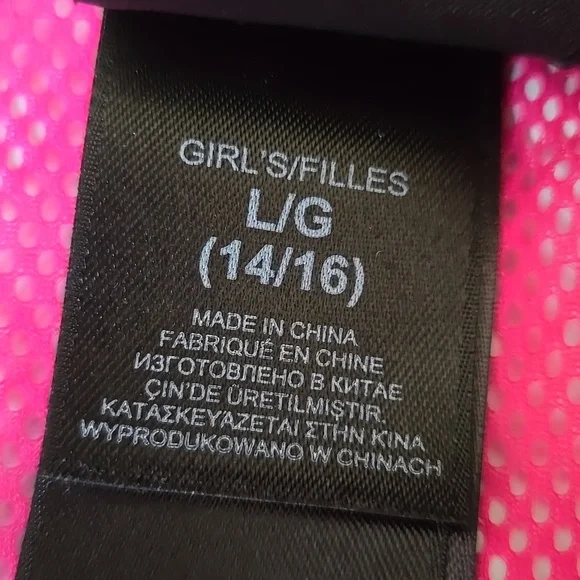 GIRL'S/FILLES
L/G
(14/16)
MADE IN CHINA
FABRIQUÉ EN CHINE
ИЗГОТОВЛЕНО В КИТАЕ
ÇIN'DE ÜRETILMIŞTIR.
ΚΑΤΑΣΚΕΥΑΖΕΤΑΙ ΣΤΗΝ ΚΙΝΑ
WYPRODUKOWANO W CHINACH